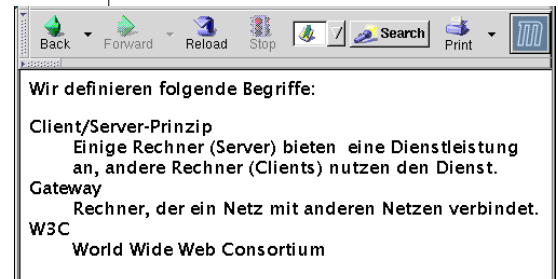 Back Forward Reload Stop Search Print
Wir definieren folgende Begriffe:
Client/Server-Prinzip
Einige Rechner (Server) bieten eine Dienstleistung
an, andere Rechner (Clients) nutzen den Dienst.
Gateway
Rechner, der ein Netz mit anderen Netzen verbindet.
W3C
World Wide Web Consortium